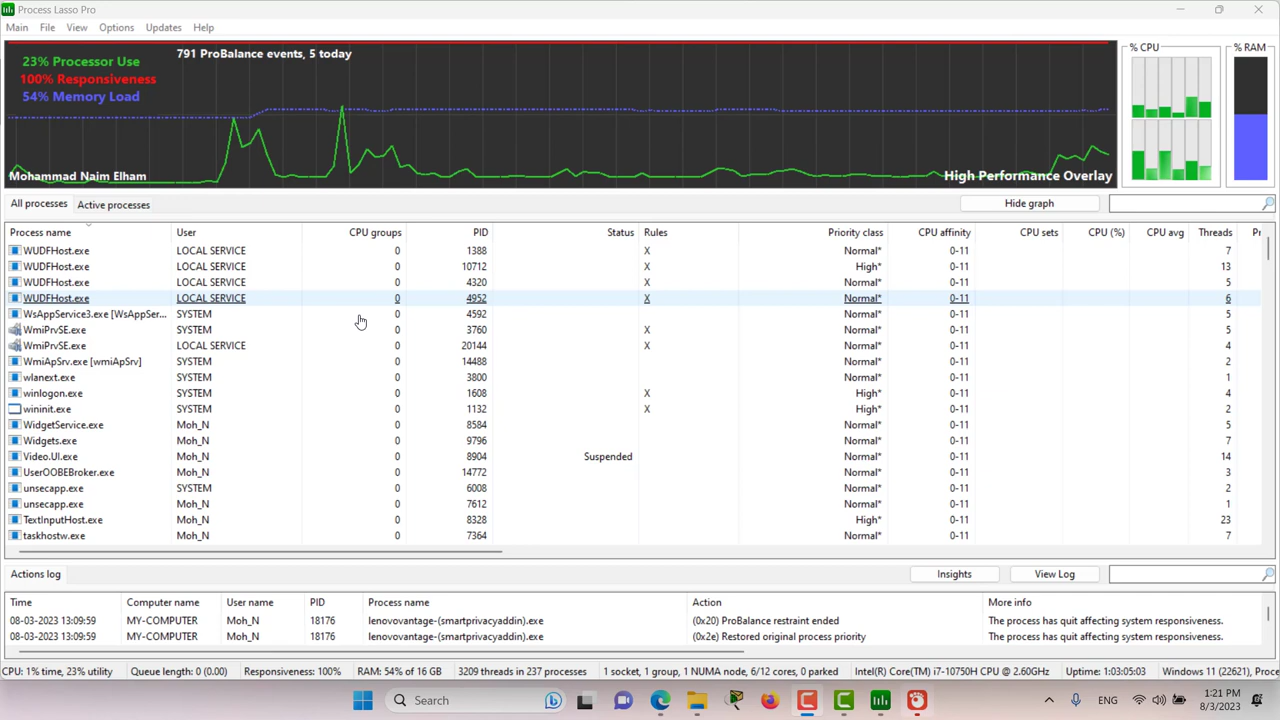 Process Lasso Pro
Main File View Options Updates Help
791 ProBalance events, 5 today
23% Processor Use
100% Responsiveness
54% Memory Load
Mohammad Naim Elham
High Performance Overlay
% CPU
% RAM
All processes Active processes Hide graph
Process name User CPU groups PID Status Rules Priority class CPU affinity CPU sets CPU (%) CPU avg Threads Pr
WUDFHost.exe LOCAL SERVICE 0 1388 X Normal* 0-11 7
WUDFHost.exe LOCAL SERVICE 0 10712 X High* 0-11 13
WUDFHost.exe LOCAL SERVICE 0 4320 X Normal* 0-11 5
WUDFHost.exe LOCAL SERVICE 0 4952 X Normal* 0-11 6
WsAppService3.exe [WsAppSer... SYSTEM 0 4592 Normal* 0-11 5
WmiPrvSE.exe SYSTEM 0 3760 X Normal* 0-11 5
WmiPrvSE.exe LOCAL SERVICE 0 20144 X Normal* 0-11 4
WmiApSrv.exe [wmiApSrv] SYSTEM 0 14488 Normal* 0-11 2
wlanext.exe SYSTEM 0 3800 Normal* 0-11 1
winlogon.exe SYSTEM 0 1608 X High* 0-11 4
wininit.exe SYSTEM 0 1132 X High* 0-11 2
WidgetService.exe Moh_N 0 8584 Normal* 0-11 5
Widgets.exe Moh_N 0 9796 Normal* 0-11 7
Video.UI.exe Moh_N 0 8904 Suspended Normal* 0-11 14
UserOOBEBroker.exe Moh_N 0 14772 Normal* 0-11 3
unsecapp.exe SYSTEM 0 6008 Normal* 0-11 2
unsecapp.exe Moh_N 0 7612 Normal* 0-11 1
TextInputHost.exe Moh_N 0 8328 High* 0-11 23
taskhostw.exe Moh_N 0 7364 Normal* 0-11 7
Actions log Insights View Log
Time Computer name User name PID Process name Action More info
08-03-2023 13:09:59 MY-COMPUTER Moh_N 18176 lenovovantage-(smartprivacyaddin).exe (0x20) ProBalance restraint ended The process has quit affecting system responsiveness.
08-03-2023 13:09:59 MY-COMPUTER Moh_N 18176 lenovovantage-(smartprivacyaddin).exe (0x2e) Restored original process priority The process has quit affecting system responsiveness.
CPU: 1% time, 23% utility Queue length: 0 (0.00) Responsiveness: 100% RAM: 54% of 16 GB 3209 threads in 237 processes 1 socket, 1 group, 1 NUMA node, 6/12 cores, 0 parked Intel(R) Core(TM) i7-10750H CPU @ 2.60GHz Uptime: 1:03:05:03 Windows 11 (22621), Proce
Search ENG 1:21 PM
8/3/2023